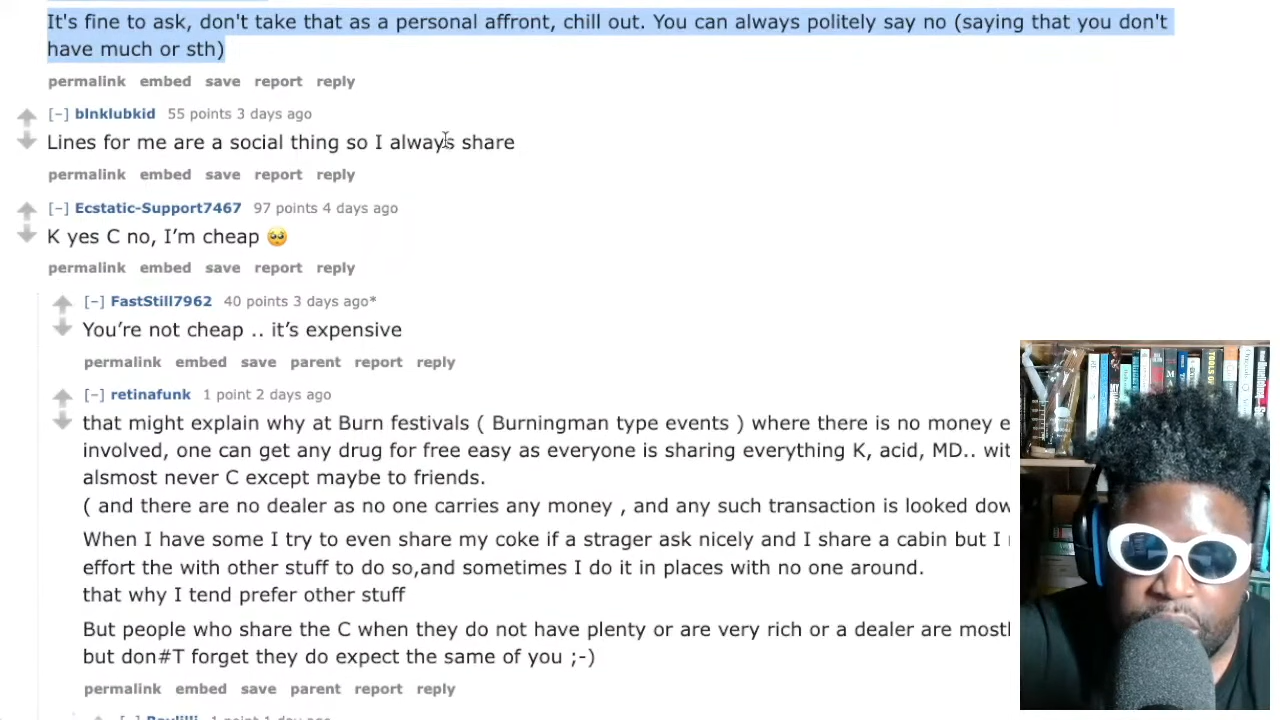 It's fine to ask, don't take that as a personal affront, chill out. You can always politely say no (saying that you don't
have much or sth)
permalink embed save report reply
[–] blnklubkid 55 points 3 days ago
Lines for me are a social thing so I always share
permalink embed save report reply
[–] Ecstatic-Support7467 97 points 4 days ago
K yes C no, I'm cheap 🥺
permalink embed save report reply
[–] FastStill7962 40 points 3 days ago*
You're not cheap .. it's expensive
permalink embed save parent report reply
[–] retinafunk 1 point 2 days ago
that might explain why at Burn festivals ( Burningman type events ) where there is no money e
involved, one can get any drug for free easy as everyone is sharing everything K, acid, MD.. wit
alsmost never C except maybe to friends.
( and there are no dealer as no one carries any money , and any such transaction is looked dow
When I have some I try to even share my coke if a strager ask nicely and I share a cabin but I
effort the with other stuff to do so,and sometimes I do it in places with no one around.
that why I tend prefer other stuff
But people who share the C when they do not have plenty or are very rich or a dealer are mostl
but don#T forget they do expect the same of you ;-)
permalink embed save parent report reply
1 point 1 day ago
TOOLS OF